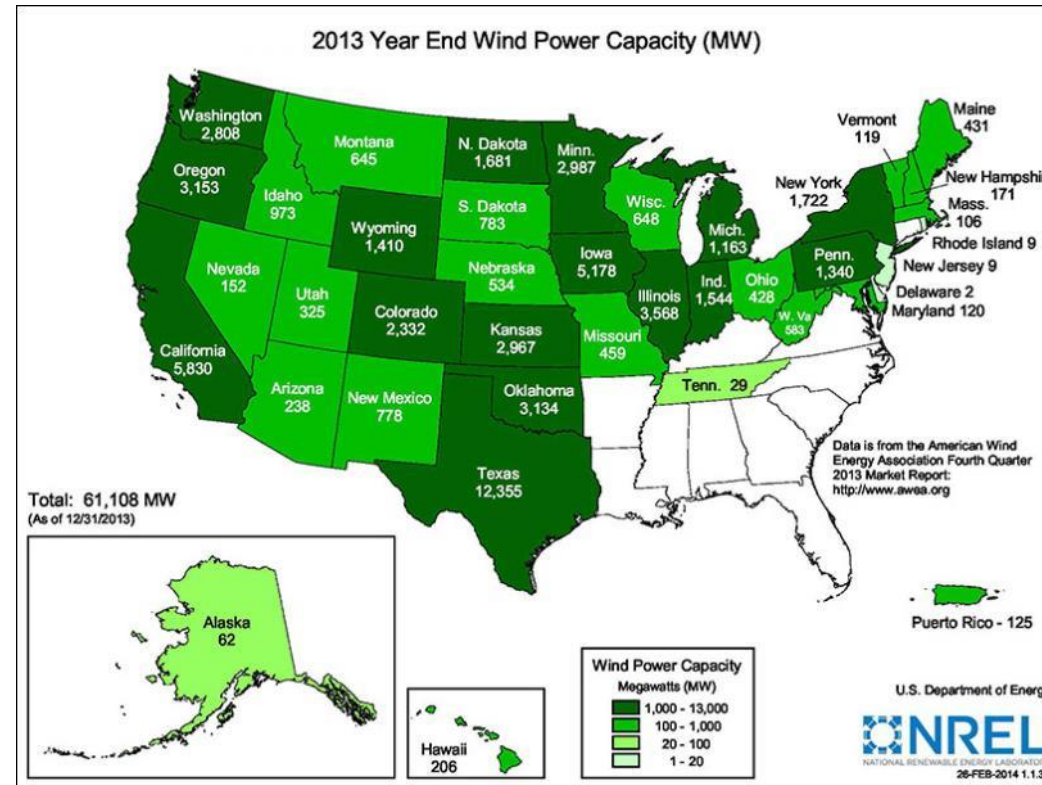 2013 Year End Wind Power Capacity (MW)
Washington
2,808
Oregon
3,153
California
5,830
Nevada
152
Idaho
973
Montana
645
Wyoming
1,410
Utah
325
Colorado
2,332
Arizona
238
New Mexico
778
N. Dakota
1,681
S. Dakota
783
Nebraska
534
Kansas
2,967
Oklahoma
3,134
Texas
12,355
Minn.
2,987
Iowa
5,178
Missouri
459
Wisc.
648
Illinois
3,568
Mich.
1,163
Ind.
1,544
Ohio
428
W. Va
583
Tenn. 29
Penn.
1,340
New York
1,722
Vermont
119
Maine
431
New Hampshi
171
Mass.
106
Rhode Island 9
New Jersey 9
Delaware 2
Maryland 120
Data is from the American Wind
Energy Association Fourth Quarter
2013 Market Report:
http://www.awea.org
Total: 61,108 MW
(As of 12/31/2013)
Alaska
62
Hawaii
206
Puerto Rico - 125
Wind Power Capacity
Megawatts (MW)
1,000 - 13,000
100 - 1,000
20 - 100
1 - 20
U.S. Department of Energ
NREL
NATIONAL RENEWABLE ENERGY LABORATOR
26-FEB-2014 1.1.3